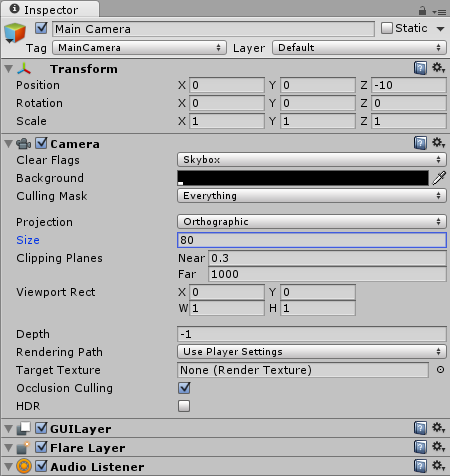 Inspector
Main Camera Static
Tag MainCamera Layer Default
Transform
Position X 0 Y 0 Z -10
Rotation X 0 Y 0 Z 0
Scale X 1 Y 1 Z 1
Camera
Clear Flags Skybox
Background
Culling Mask Everything
Projection Orthographic
Size 80
Clipping Planes Near 0.3
Far 1000
Viewport Rect X 0 Y 0
W 1 H 1
Depth -1
Rendering Path Use Player Settings
Target Texture None (Render Texture)
Occlusion Culling
HDR
GUILayer
Flare Layer
Audio Listener